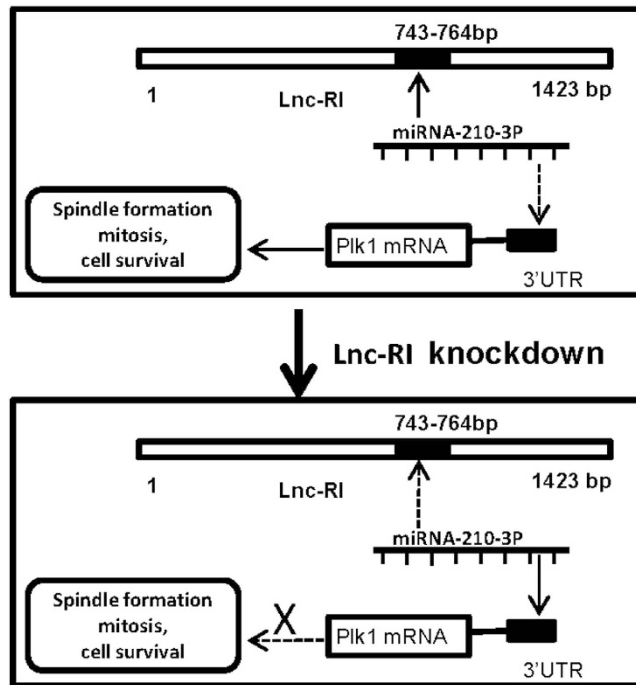 743-764bp
1 Lnc-RI 1423 bp
miRNA-210-3P
Spindle formation
mitosis,
cell survival
Plk1 mRNA
3'UTR
Lnc-RI knockdown
743-764bp
1 Lnc-RI 1423 bp
miRNA-210-3P
Spindle formation
mitosis,
cell survival
X
Plk1 mRNA
3'UTR